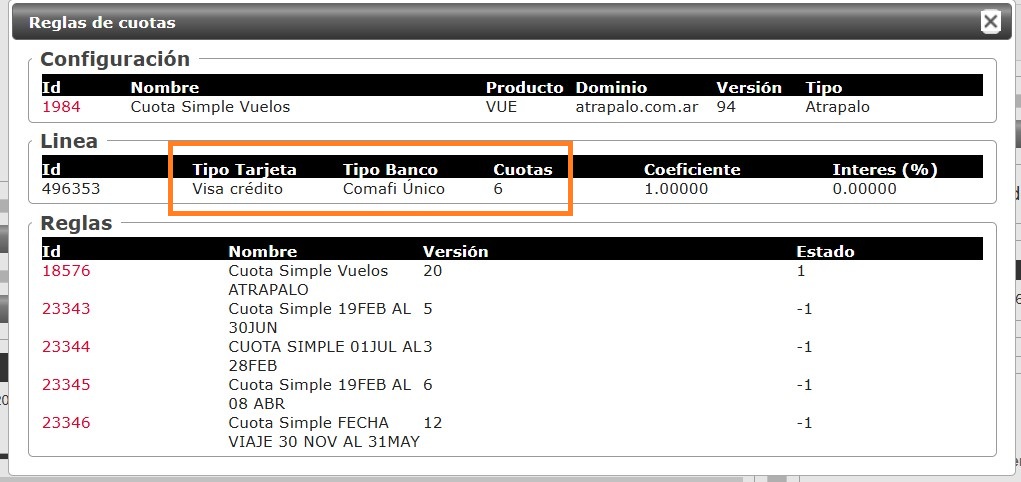 Reglas de cuotas
Configuración
Id Nombre Producto Dominio Versión Tipo
1984 Cuota Simple Vuelos VUE atrapalo.com.ar 94 Atrapalo
Linea
Id Tipo Tarjeta Tipo Banco Cuotas Coeficiente Interes (%)
496353 Visa crédito Comafi Único 6 1.00000 0.00000
Reglas
Id Nombre Versión Estado
18576 Cuota Simple Vuelos 20 1
ATRAPALO
23343 Cuota Simple 19FEB AL 5 -1
30JUN
23344 CUOTA SIMPLE 01JUL AL 3 -1
28FEB
23345 Cuota Simple 19FEB AL 6 -1
08 ABR
23346 Cuota Simple FECHA 12 -1
VIAJE 30 NOV AL 31MAY